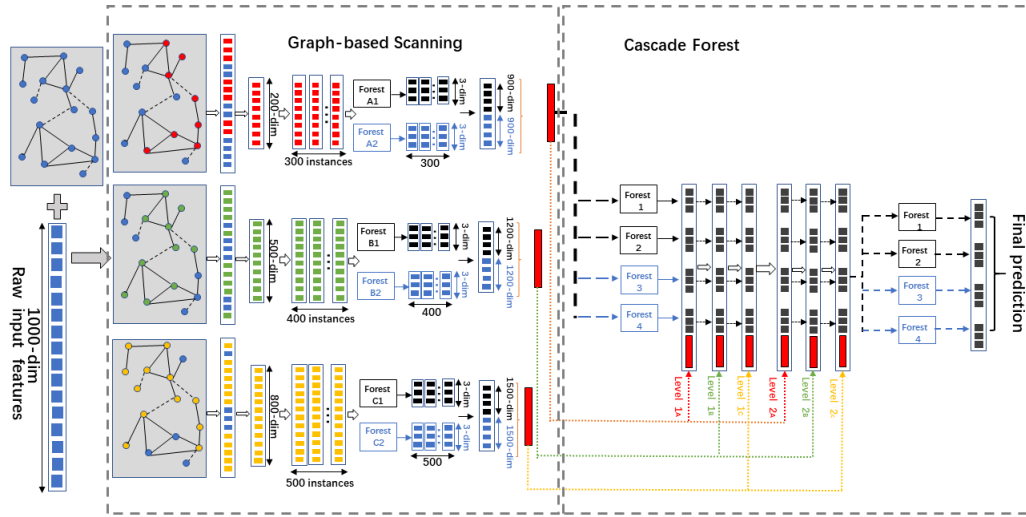 Graph-based Scanning
Cascade Forest
1000-dim
Raw input features
200-dim
300 instances
Forest
A1
Forest
A2
3-dim
3-dim
300
900-dim
900-dim
500-dim
400 instances
Forest
B1
Forest
B2
3-dim
3-dim
400
1200-dim
1200-dim
800-dim
500 instances
Forest
C1
Forest
C2
3-dim
3-dim
500
1500-dim
1500-dim
Forest
1
Forest
2
Forest
3
Forest
4
Level 1A
Level 1B
Level 1C
Level 2A
Level 2B
Level 2C
Forest
1
Forest
2
Forest
3
Forest
4
Final prediction